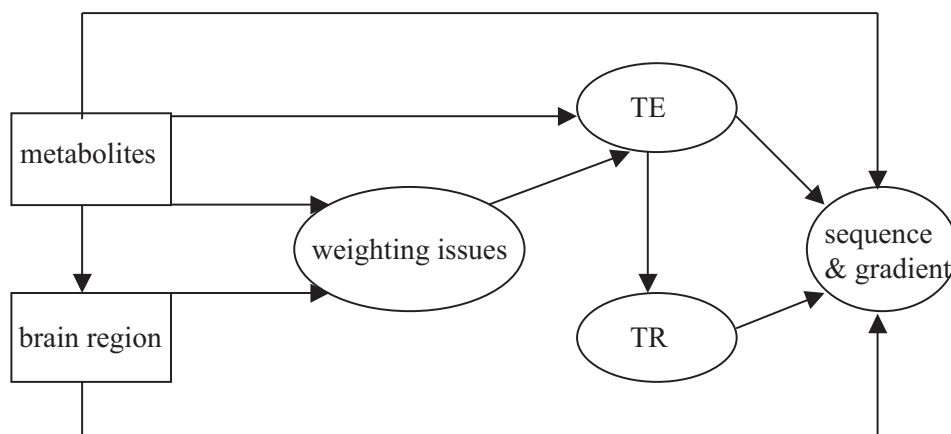 TE
metabolites
weighting issues
sequence
& gradient
brain region
TR